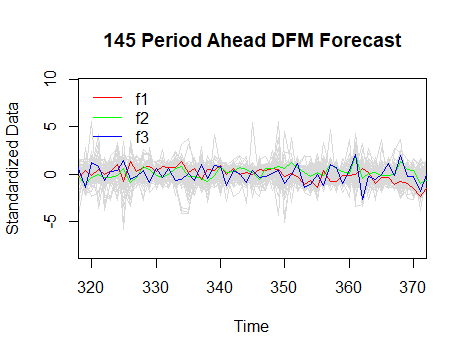 145 Period Ahead DFM Forecast
10
5
0
-5
Standardized Data
f1
f2
f3
320 330 340 350 360 370
Time